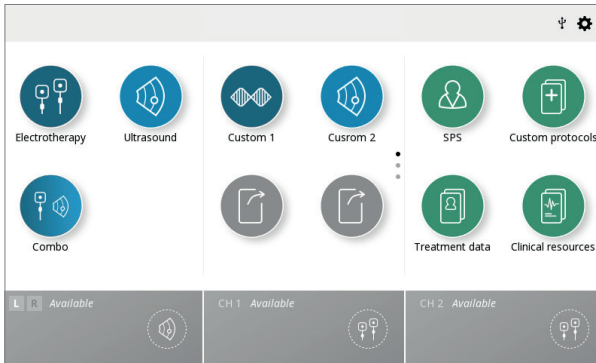 Electrotherapy
Ultrasound
Custom 1
Cusrom 2
SPS
Custom protocols
Combo
Treatment data
Clinical resources
L R Available
CH 1 Available
CH 2 Available